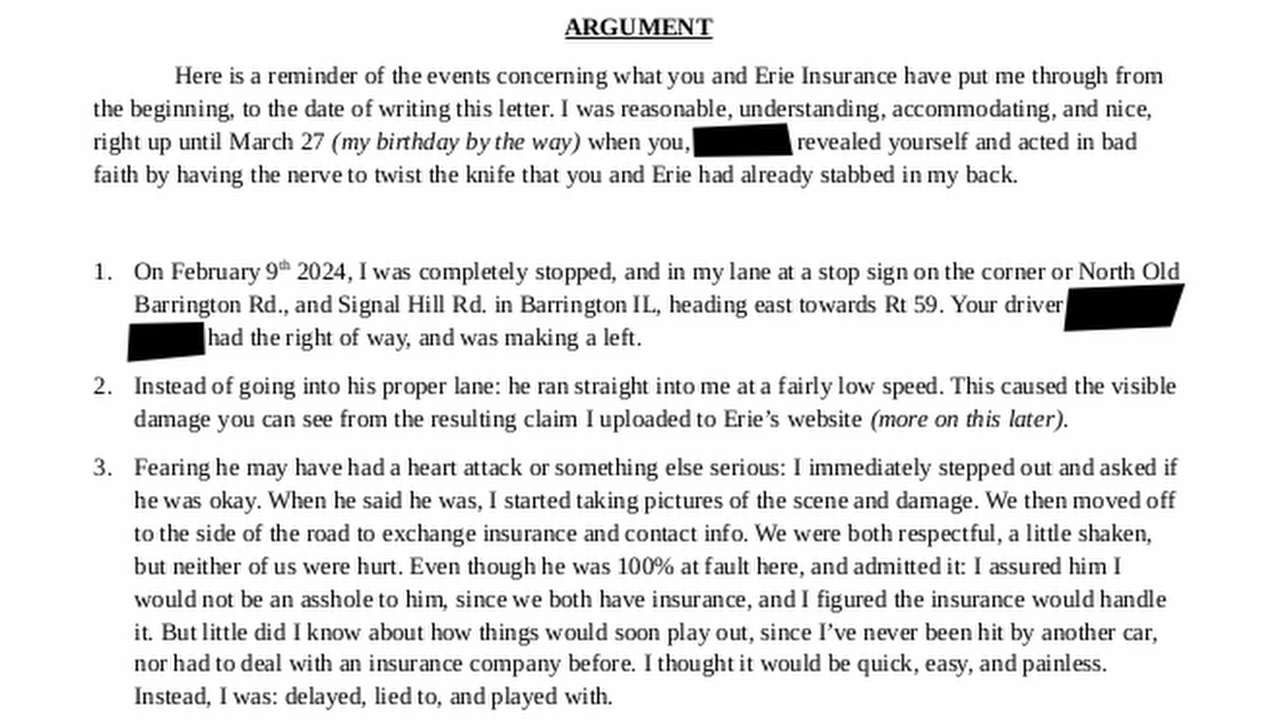 ARGUMENT
Here is a reminder of the events concerning what you and Erie Insurance have put me through from
the beginning, to the date of writing this letter. I was reasonable, understanding, accommodating, and nice,
right up until March 27 (my birthday by the way) when you, revealed yourself and acted in bad
faith by having the nerve to twist the knife that you and Erie had already stabbed in my back.
1. On February 9th 2024, I was completely stopped, and in my lane at a stop sign on the corner or North Old
Barrington Rd., and Signal Hill Rd. in Barrington IL, heading east towards Rt 59. Your driver
had the right of way, and was making a left.
2. Instead of going into his proper lane: he ran straight into me at a fairly low speed. This caused the visible
damage you can see from the resulting claim I uploaded to Erie’s website (more on this later).
3. Fearing he may have had a heart attack or something else serious: I immediately stepped out and asked if
he was okay. When he said he was, I started taking pictures of the scene and damage. We then moved off
to the side of the road to exchange insurance and contact info. We were both respectful, a little shaken,
but neither of us were hurt. Even though he was 100% at fault here, and admitted it: I assured him I
would not be an asshole to him, since we both have insurance, and I figured the insurance would handle
it. But little did I know about how things would soon play out, since I’ve never been hit by another car,
nor had to deal with an insurance company before. I thought it would be quick, easy, and painless.
Instead, I was: delayed, lied to, and played with.